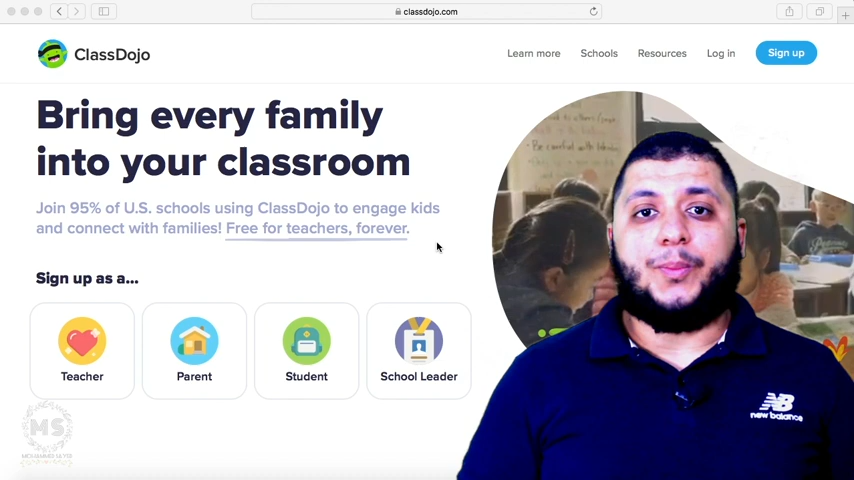 classdojo.com
ClassDojo
Learn more
Schools
Resources
Log in
Sign up
Bring every family
into your classroom
Join 95% of U.S. schools using ClassDojo to engage kids
and connect with families! Free for teachers, forever.
Sign up as a...
Teacher
Parent
Student
School Leader
NB
new balance
MS